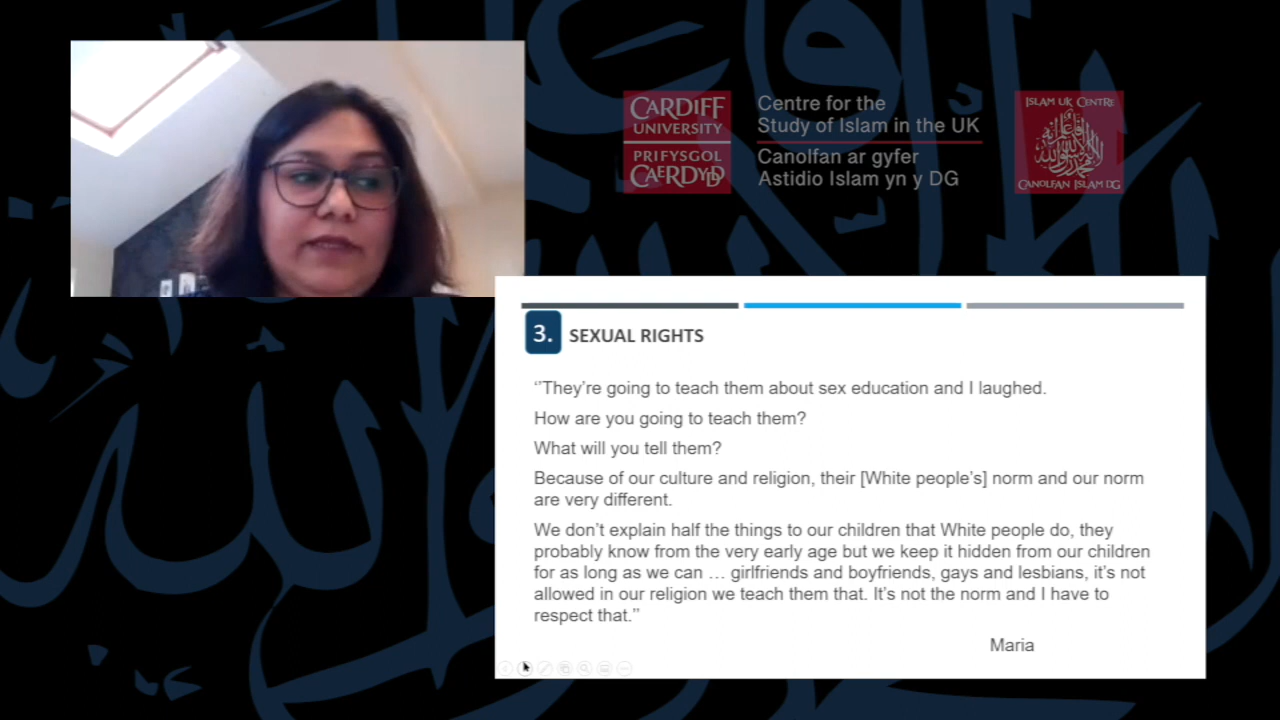 CARDIFF
UNIVERSITY
PRIFYSGOL
CAERDYDD
Centre for the
Study of Islam in the UK
Canolfan ar gyfer
Astidio Islam yn y DG
ISLAM UK CENTRE
CANOLFAN ISLAM DG
3. SEXUAL RIGHTS
‘’They’re going to teach them about sex education and I laughed.
How are you going to teach them?
What will you tell them?
Because of our culture and religion, their [White people’s] norm and our norm
are very different.
We don’t explain half the things to our children that White people do, they
probably know from the very early age but we keep it hidden from our children
for as long as we can … girlfriends and boyfriends, gays and lesbians, it’s not
allowed in our religion we teach them that. It’s not the norm and I have to
respect that.’’
Maria